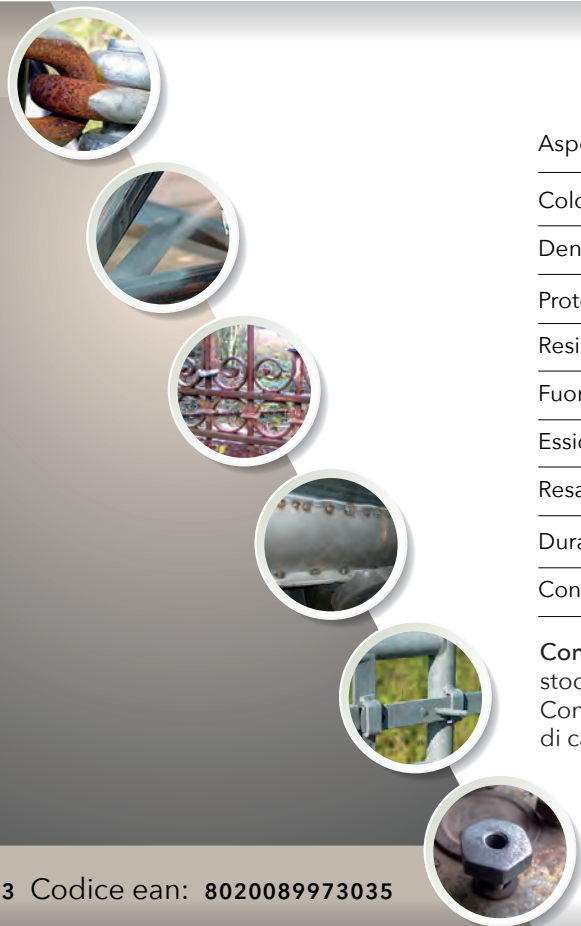 Aspe
Colo
Den
Prote
Resi
Fuor
Essic
Resa
Dura
Con
Con
stoc
Con
di ca
3 Codice ean: 8020089973035